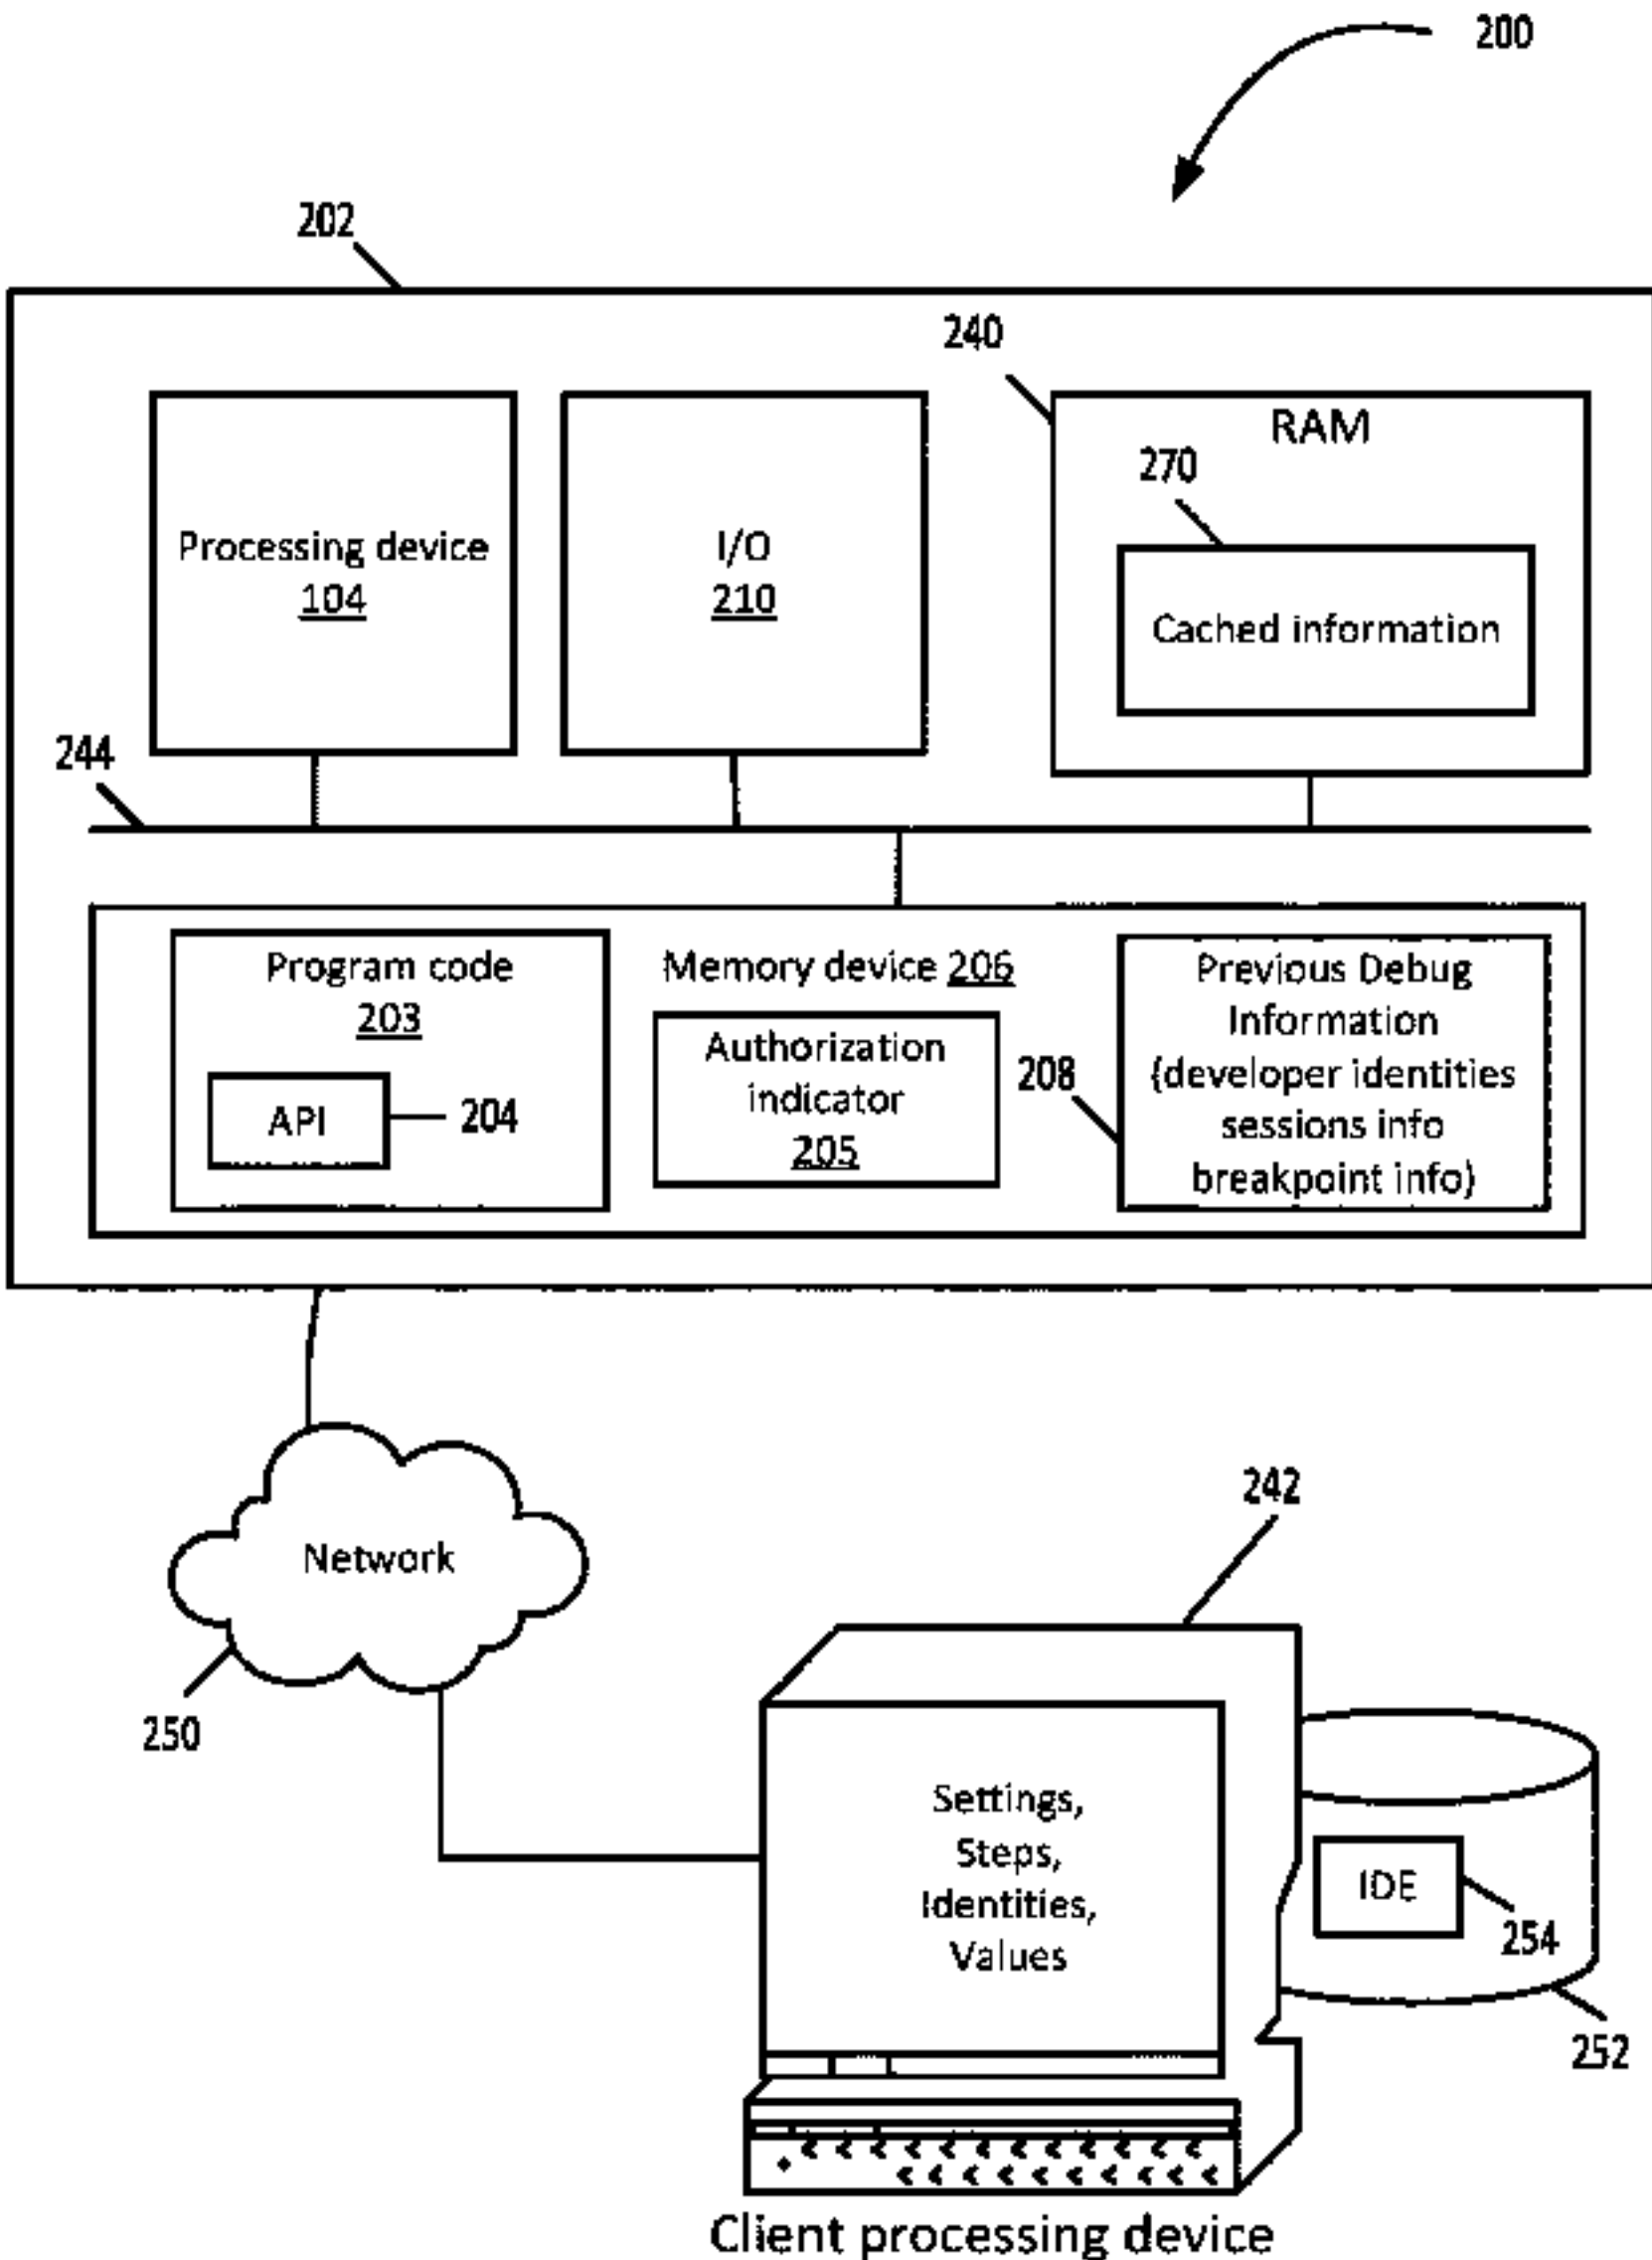 200
202
240
RAM
270
Cached information
Processing device
104
I/O
210
244
Program code
203
API
204
Memory device 206
Authorization
indicator
205
208
Previous Debug
Information
(developer identities
sessions info
breakpoint info)
Network
250
242
Settings,
Steps,
Identities,
Values
IDE
254
252
Client processing device